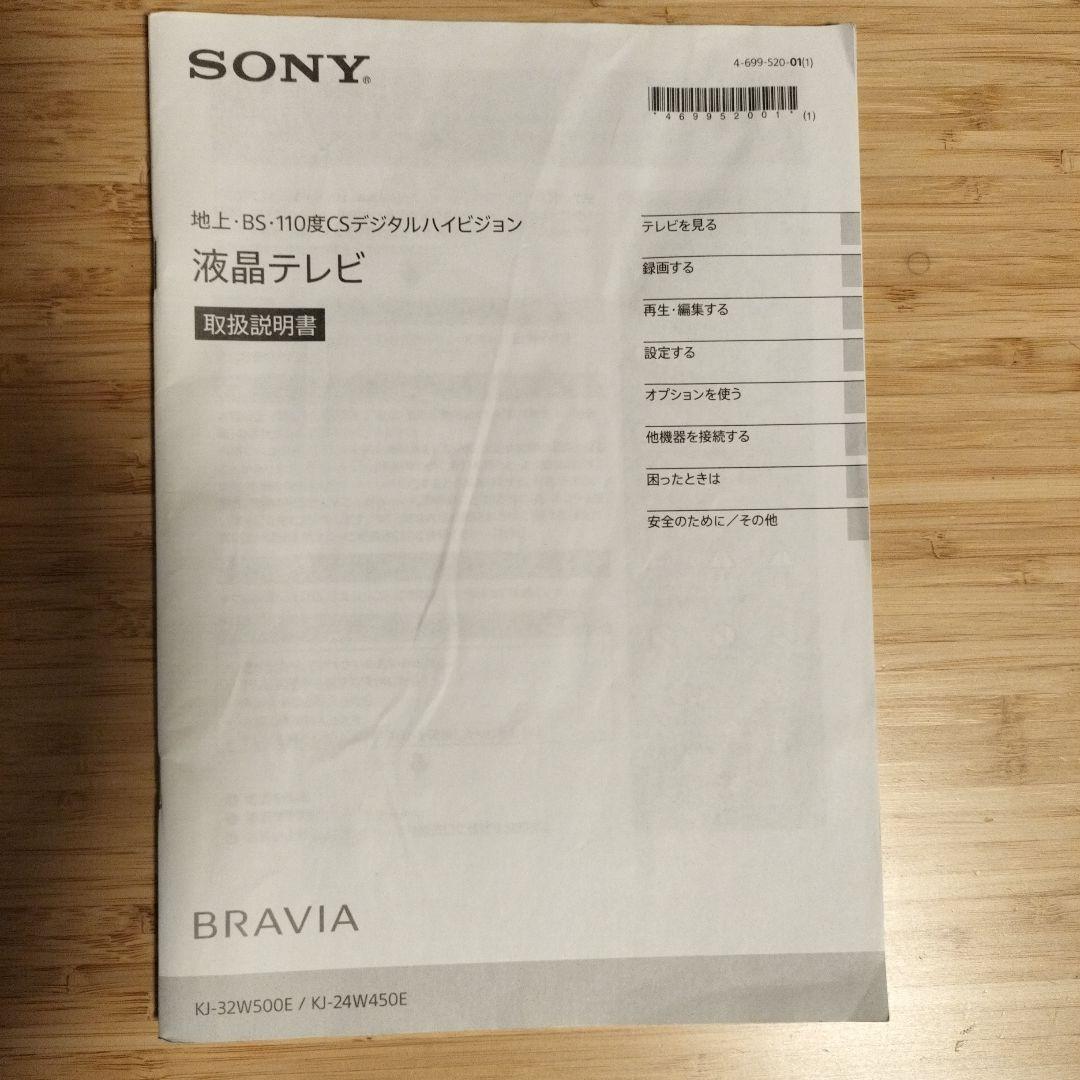 SONY®
4-699-520-01(1)
*469952001*
(1)
地上・BS・110度CSデジタルハイビジョン
液晶テレビ
取扱説明書
テレビを見る
録画する
再生・編集する
設定する
オプションを使う
他機器を接続する
困ったときは
安全のために／その他
BRAVIA
KJ-32W500E / KJ-24W450E